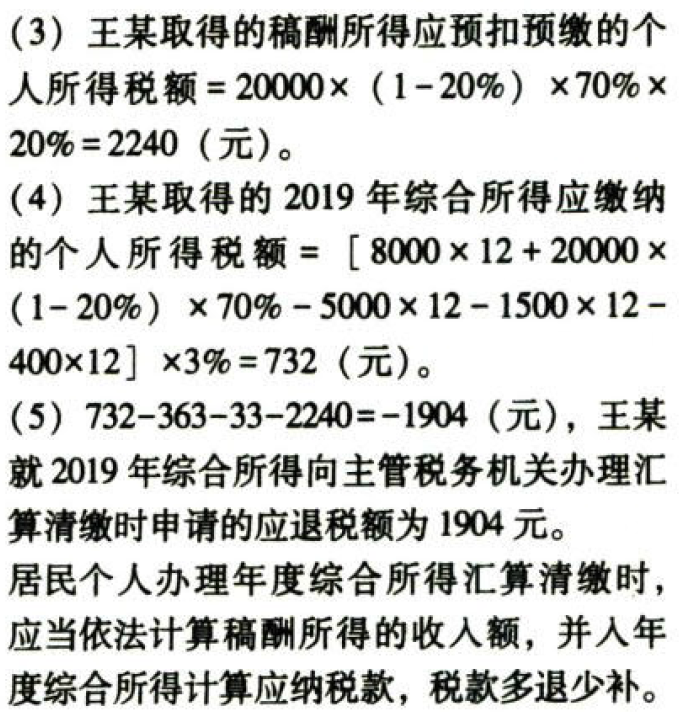 (3) 王某取得的稿酬所得应预扣预缴的个
人所得税额=20000×(1-20%)×70%×
20%=2240(元)。
(4) 王某取得的 2019 年综合所得应缴纳
的个人所得税额=[8000×12+20000×
(1-20%)×70%-5000×12-1500×12-
400×12]×3%=732(元)。
(5) 732-363-33-2240=-1904(元),王某
就 2019 年综合所得向主管税务机关办理汇
算清缴时申请的应退税额为 1904 元。
居民个人办理年度综合所得汇算清缴时,
应当依法计算稿酬所得的收入额,并入年
度综合所得计算应纳税款,税款多退少补。